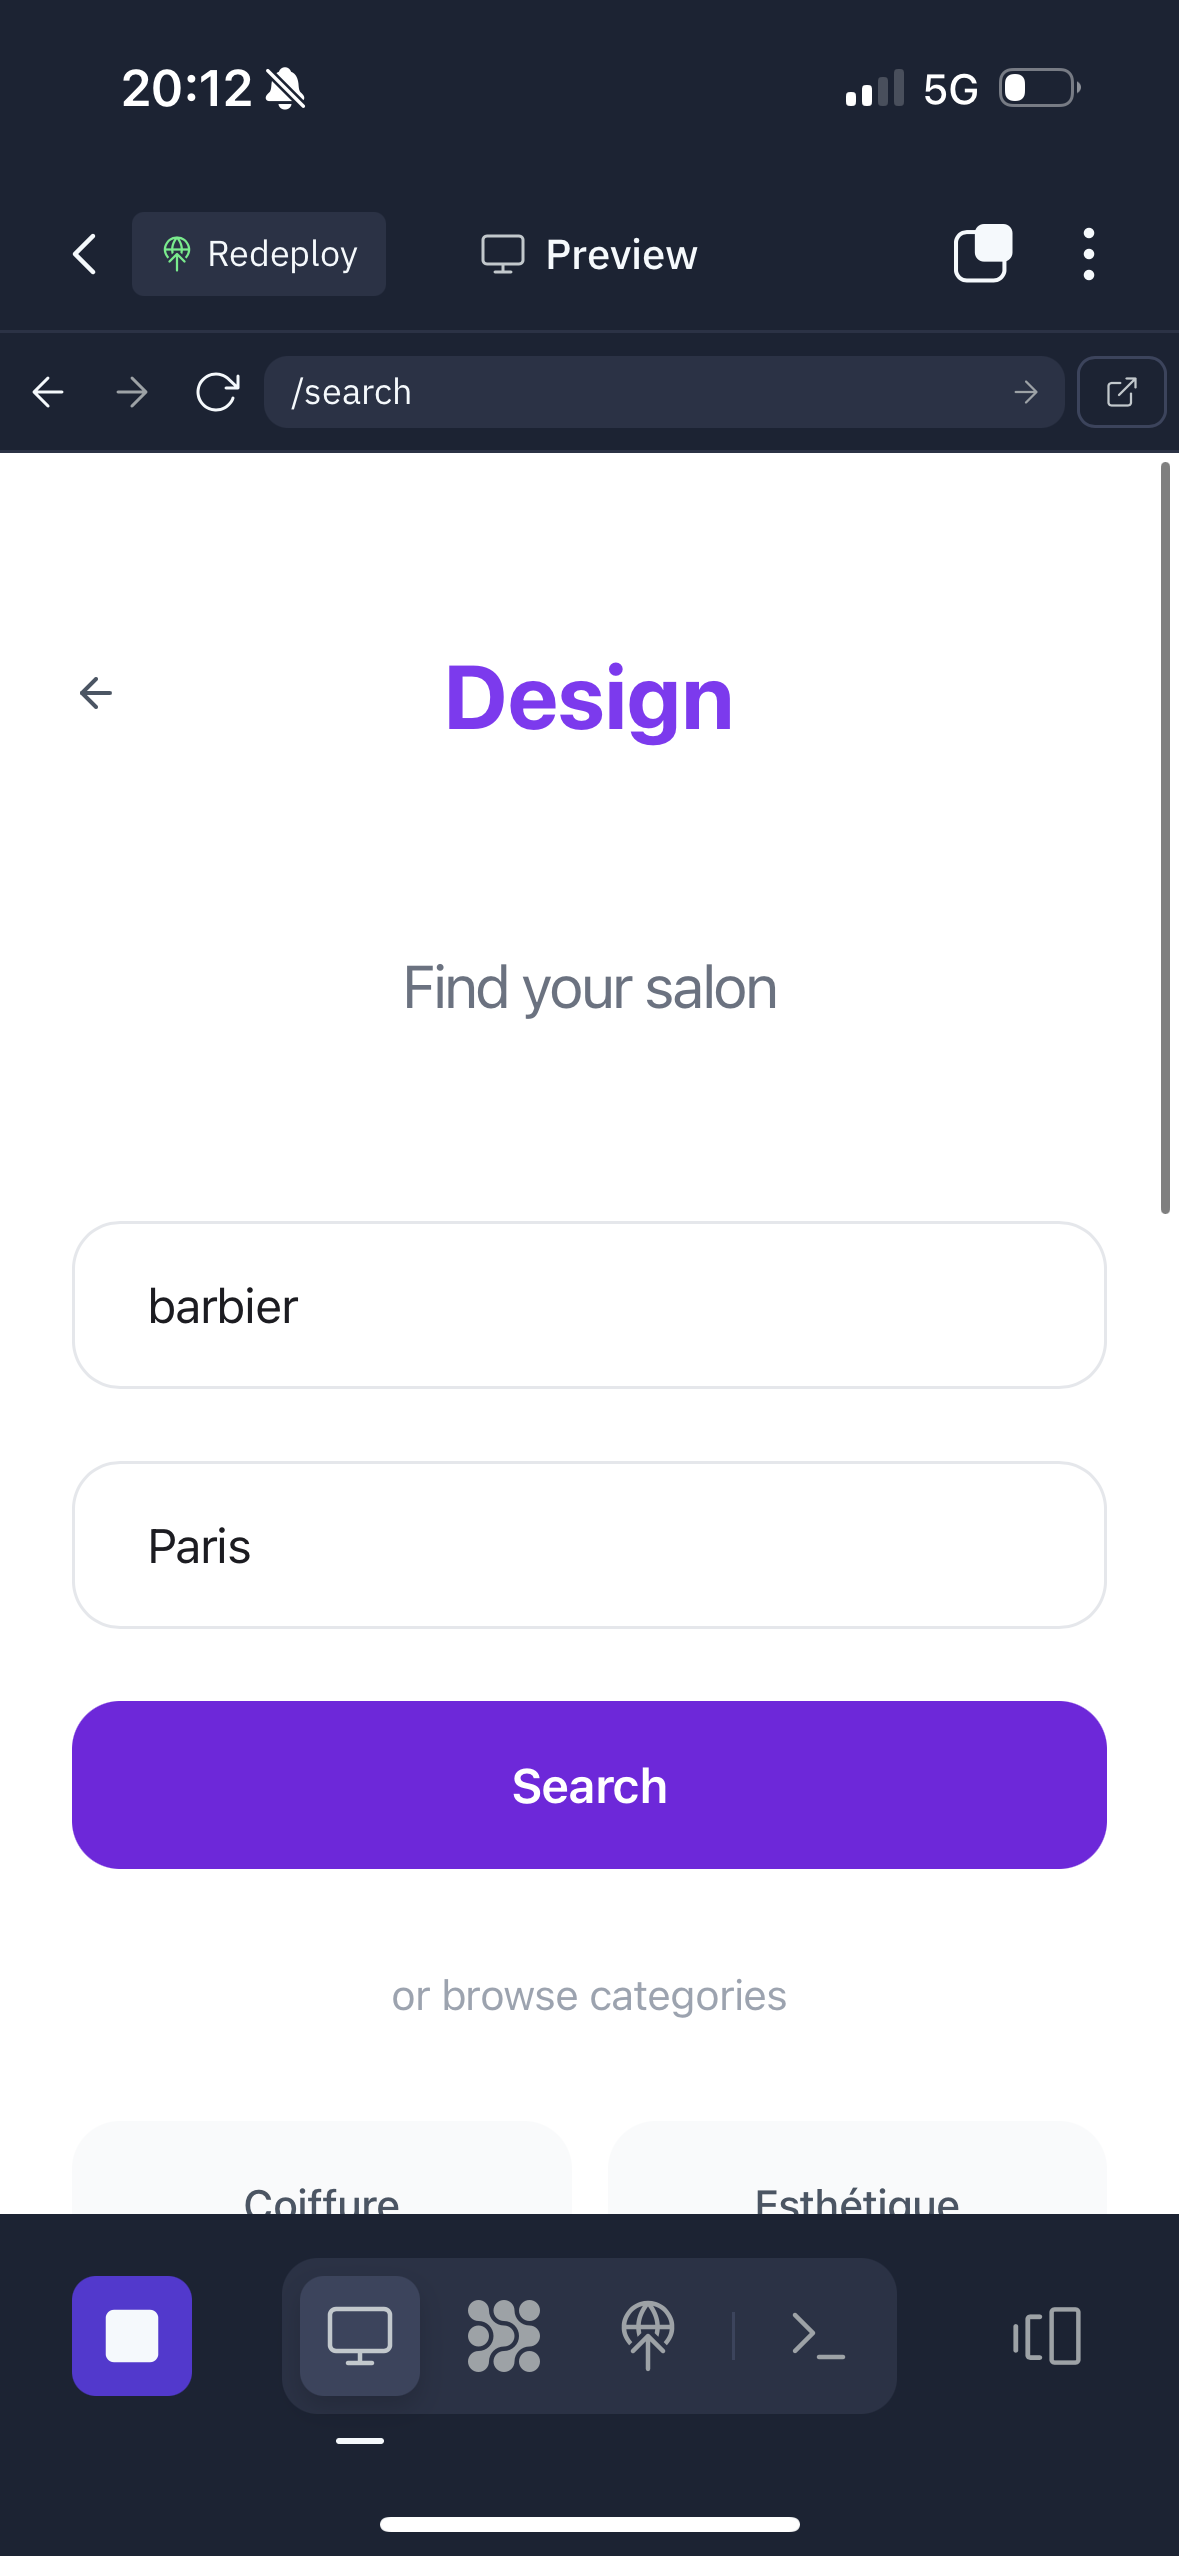 20:12
5G
Redeploy
Preview
/search
Design
Find your salon
barbier
Paris
Search
or browse categories
Coiffure
Esthétique